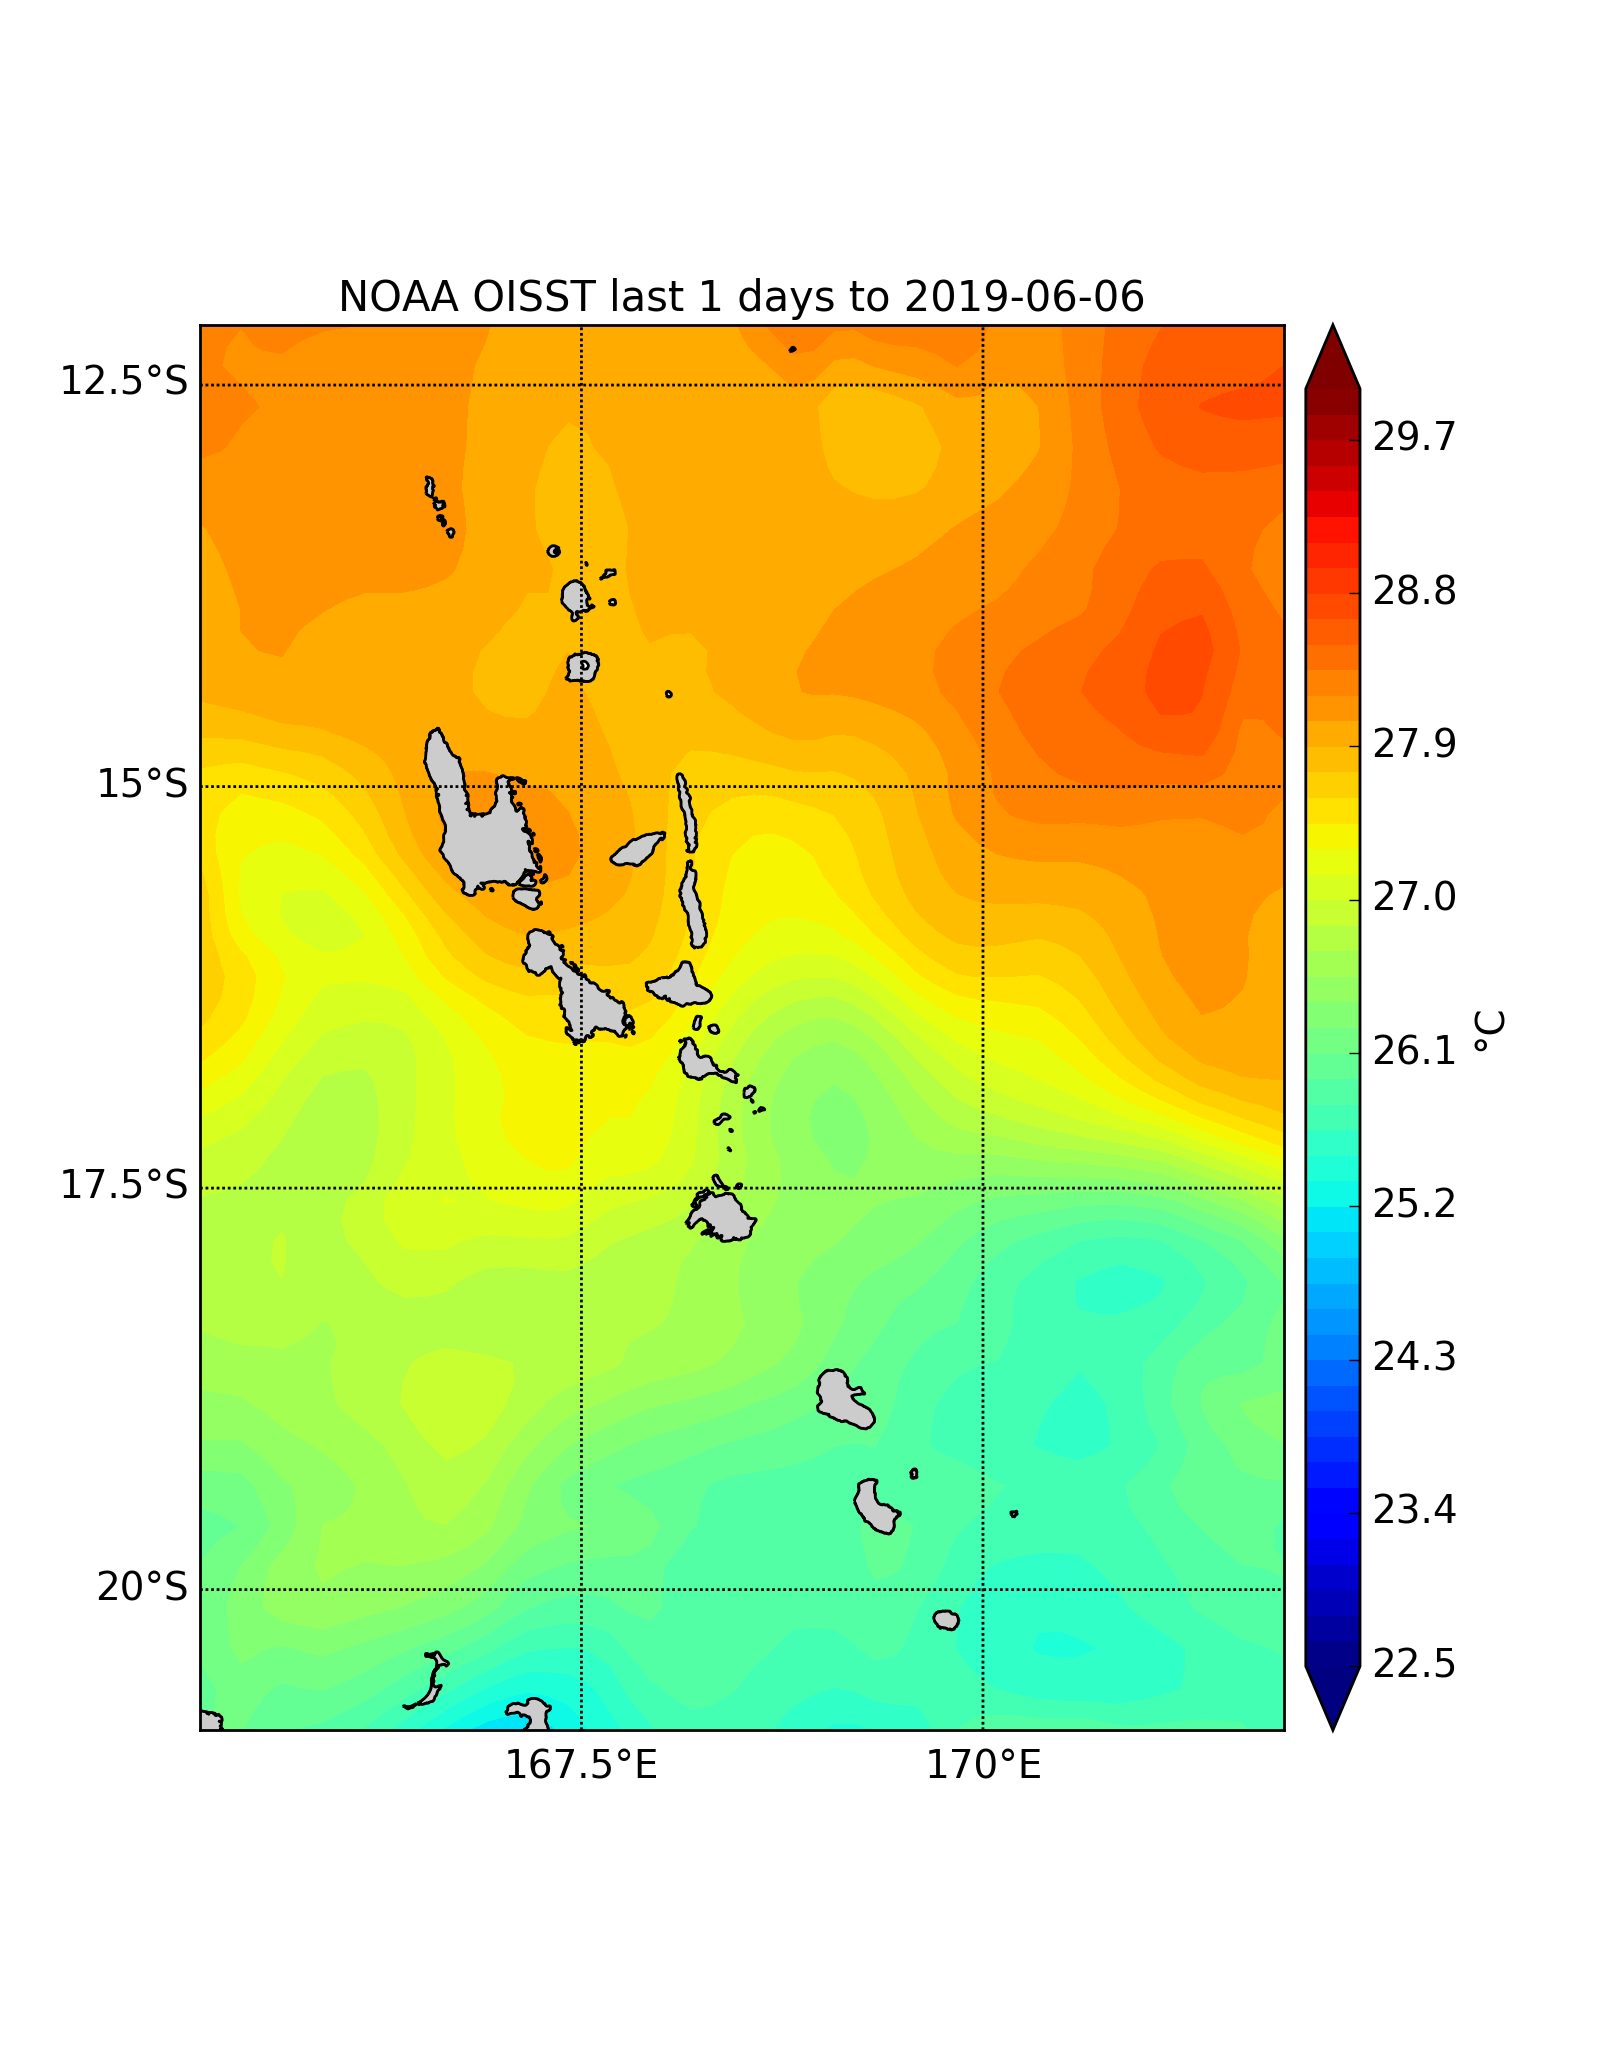 NOAA OISST last 1 days to 2019-06-06
12.5°S
15°S
17.5°S
20°S
167.5°E
170°E
29.7
28.8
27.9
27.0
26.1
25.2
24.3
23.4
22.5
°C